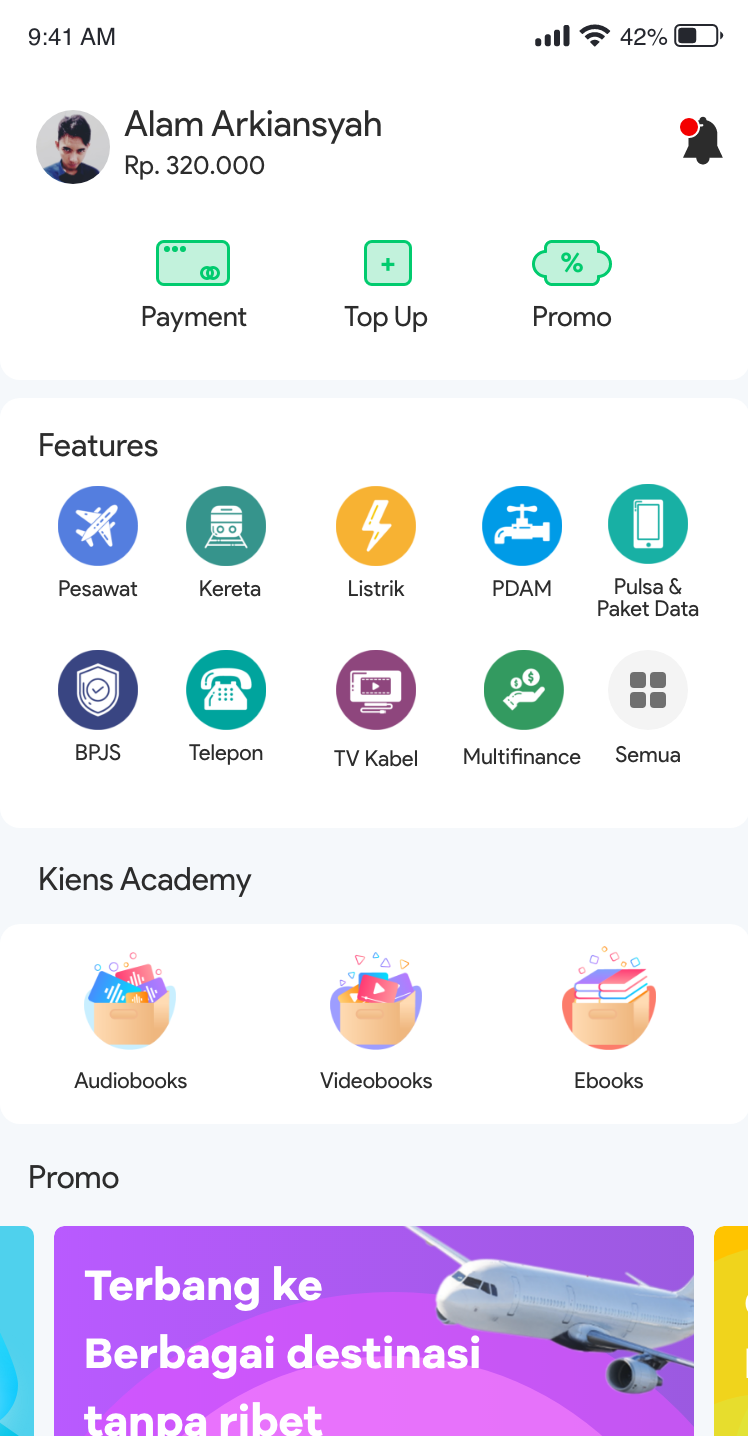 9:41 AM
42%
Alam Arkiansyah
Rp. 320.000
+
%
Payment
Top Up
Promo
Features
Pesawat
Kereta
Listrik
PDAM
Pulsa &
Paket Data
$
$
BPJS
Telepon
TV Kabel
Multifinance
Semua
Kiens Academy
Audiobooks
Videobooks
Ebooks
Promo
Terbang ke
Berbagai destinasi
tanpa ribet